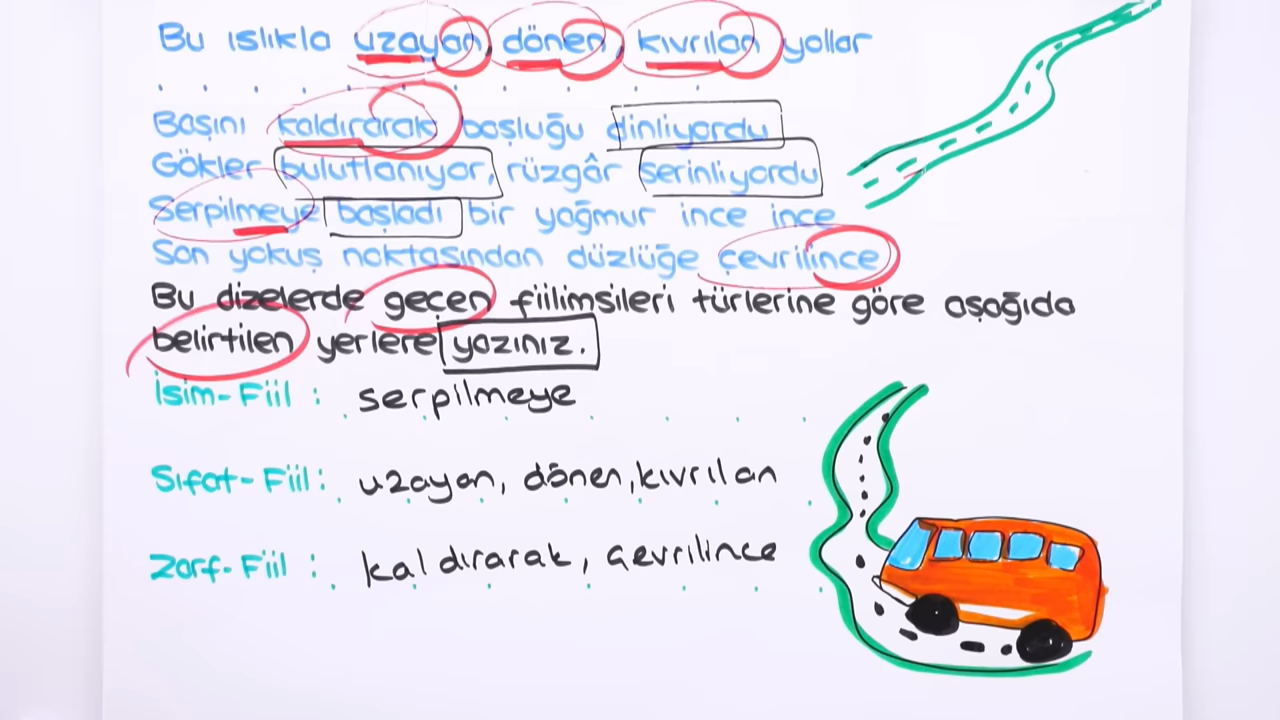 Bu ıslıkla uzayan, dönen, kıvrılan yollar
. . . . . . . . . . . .
Başını kaldırarak boşluğu dinliyordu
Gökler bulutlanıyor, rüzgâr serinliyordu
Serpilmeye başladı bir yağmur ince ince
Son yokuş noktasından düzlüğe çevrilince
Bu dizelerde geçen fiilimsileri türlerine göre aşağıda
belirtilen yerlere yazınız.
İsim-Fiil : serpilmeye
Sıfat-Fiil: uzayan, dönen, kıvrılan
Zarf-Fiil : kaldırarak, çevrilince